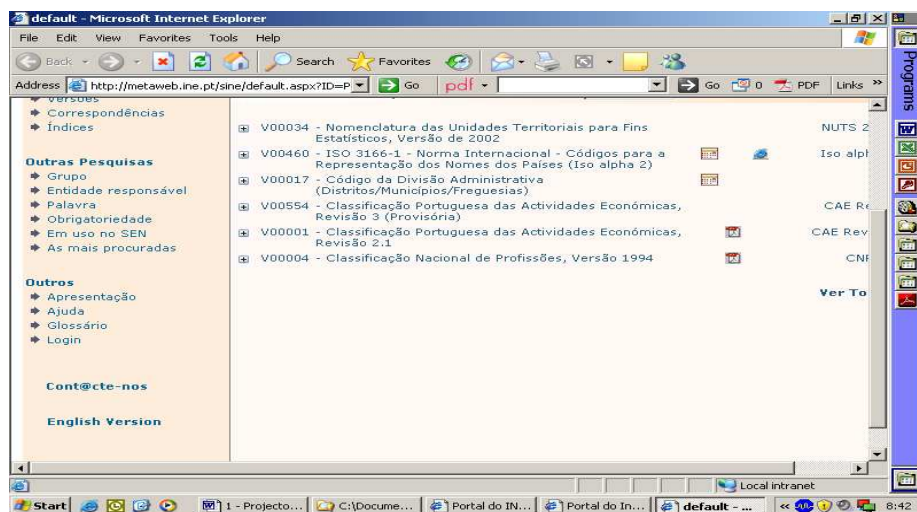 default - Microsoft Internet Explorer
File Edit View Favorites Tools Help
Back Search Favorites
Address http://metaweb.ine.pt/sine/default.aspx?ID=P Go pdf Go 0 PDF Links »
Programs
Versões
Correspondências
Índices
Outras Pesquisas
Grupo
Entidade responsável
Palavra
Obrigatoriedade
Em uso no SEN
As mais procuradas
Outros
Apresentação
Ajuda
Glossário
Login
Cont@cte-nos
English Version
V00034 - Nomenclatura das Unidades Territoriais para Fins NUTS 2
Estatísticos, Versão de 2002
V00460 - ISO 3166-1 - Norma Internacional - Códigos para a Iso alph
Representação dos Nomes dos Países (Iso alpha 2)
V00017 - Código da Divisão Administrativa
(Distritos/Municípios/Freguesias)
V00554 - Classificação Portuguesa das Actividades Económicas, CAE Re
Revisão 3 (Provisória)
V00001 - Classificação Portuguesa das Actividades Económicas, CAE Rev
Revisão 2.1
V00004 - Classificação Nacional de Profissões, Versão 1994 CNP
Ver To
Local intranet
Start 1 - Projecto... C:\Docume... Portal do IN... Portal do In... default - ... « 8:42